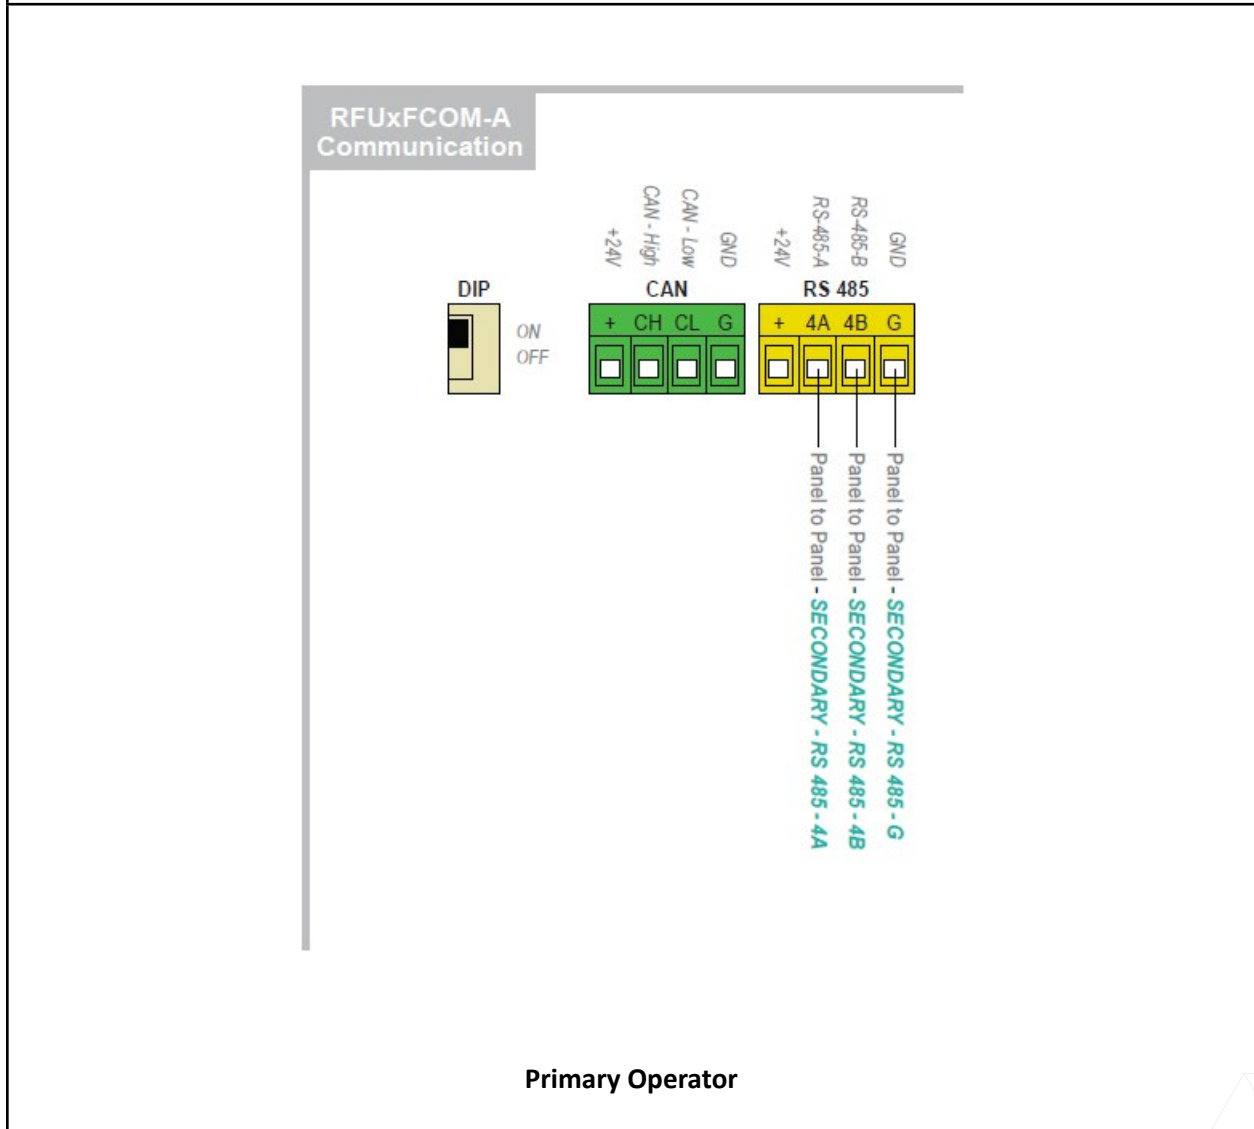 RFUxFCOM-A
Communication
+24V
CAN - High
CAN - Low
GND
+24V
RS-485-A
RS-485-B
GND
DIP
CAN
RS 485
ON
OFF
+ CH CL G
+ 4A 4B G
Panel to Panel - SECONDARY - RS 485 - 4A
Panel to Panel - SECONDARY - RS 485 - 4B
Panel to Panel - SECONDARY - RS 485 - G
Primary Operator